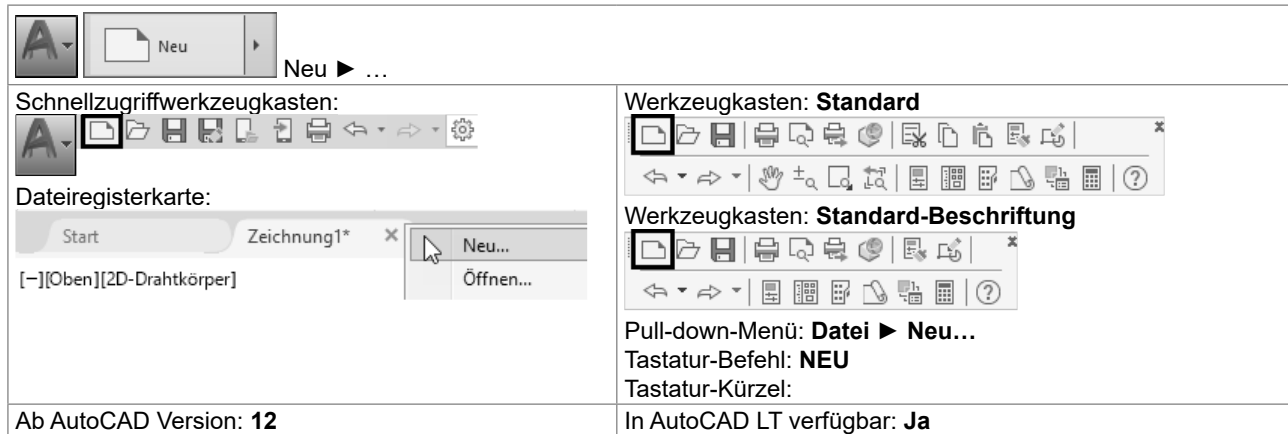 Neu
Neu ► …
Schnellzugriffwerkzeugkasten:
Dateiregisterkarte:
Start
Zeichnung1*
Neu...
[−][Oben][2D-Drahtkörper]
Öffnen...
Werkzeugkasten: Standard
Werkzeugkasten: Standard-Beschriftung
Pull-down-Menü: Datei ► Neu…
Tastatur-Befehl: NEU
Tastatur-Kürzel:
Ab AutoCAD Version: 12
In AutoCAD LT verfügbar: Ja